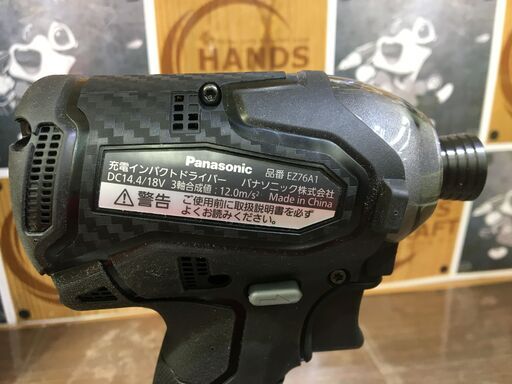 HANDS
Panasonic 品番 EZ76A1
充電インパクトドライバー パナソニック株式会社
DC14.4/18V 3軸合成値:12.0m/s² Made in China
警告 ご使用前に取扱説明書を必ず
お読みください。